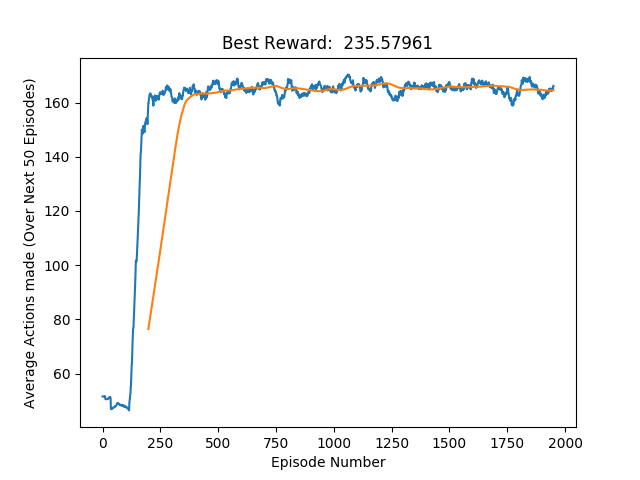 Best Reward:  235.57961
Average Actions made (Over Next 50 Episodes)
160
140
120
100
80
60
0 250 500 750 1000 1250 1500 1750 2000
Episode Number